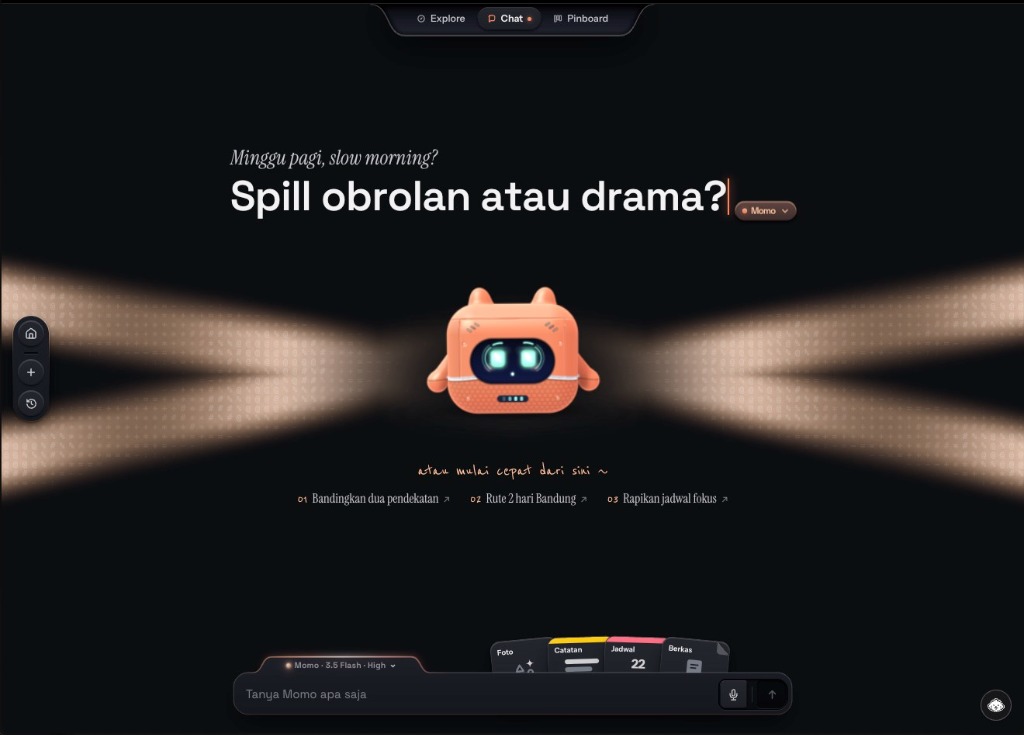 Explore Chat Pinboard
Minggu pagi, slow morning?
Spill obrolan atau drama?
Momo
atau mulai cepat dari sini ~
01 Bandingkan dua pendekatan ↗ 02 Rute 2 hari Bandung ↗ 03 Rapikan jadwal fokus ↗
Foto Catatan Jadwal Berkas
22
Momo · 3.5 Flash · High
Tanya Momo apa saja